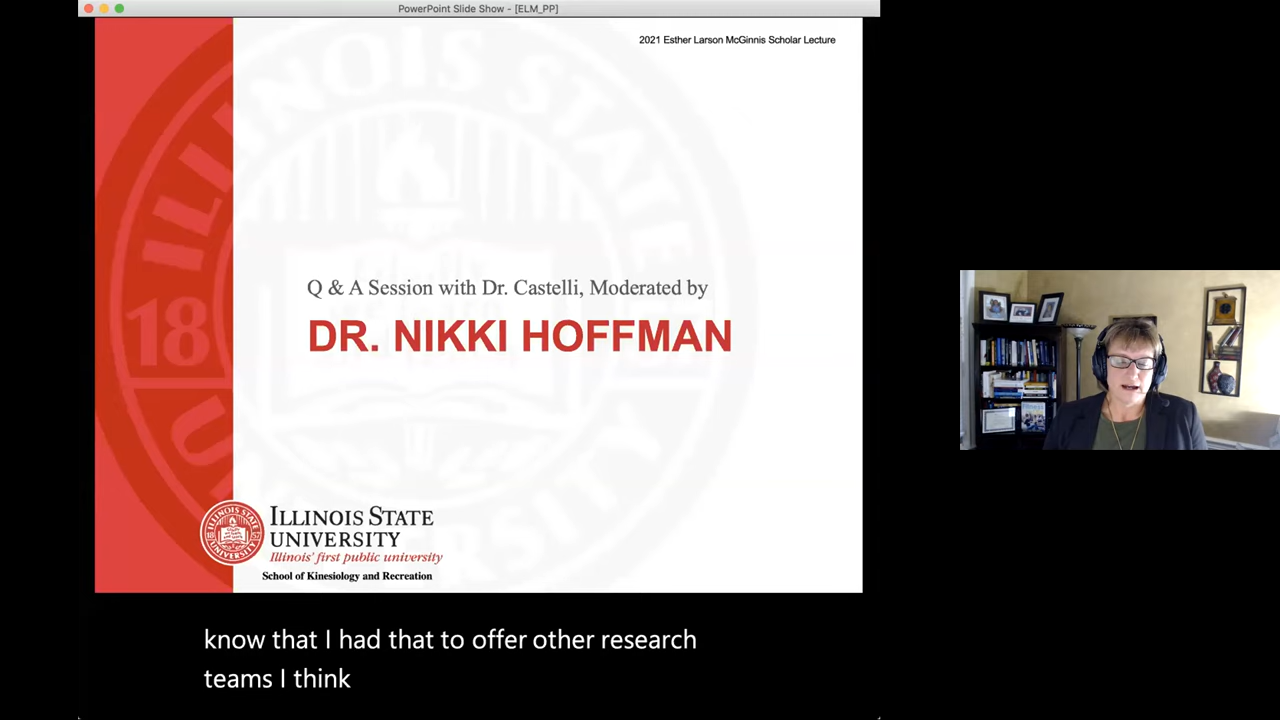 PowerPoint Slide Show - [ELM_PP]
2021 Esther Larson McGinnis Scholar Lecture
Q & A Session with Dr. Castelli, Moderated by
DR. NIKKI HOFFMAN
ILLINOIS STATE
UNIVERSITY
Illinois' first public university
School of Kinesiology and Recreation
know that I had that to offer other research
teams I think